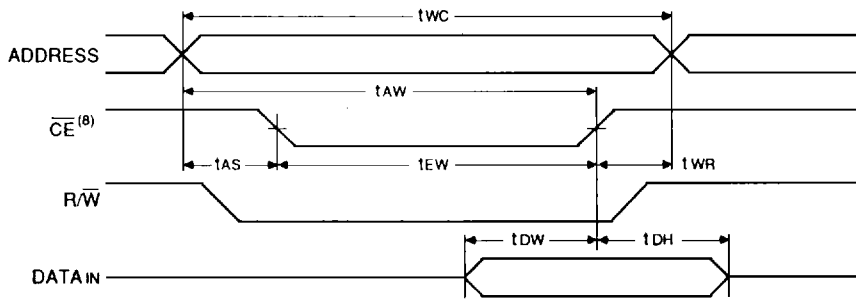 tWC
ADDRESS
tAW
CE (8)
tAS
tEW
tWR
R/W
tDW
tDH
DATA IN